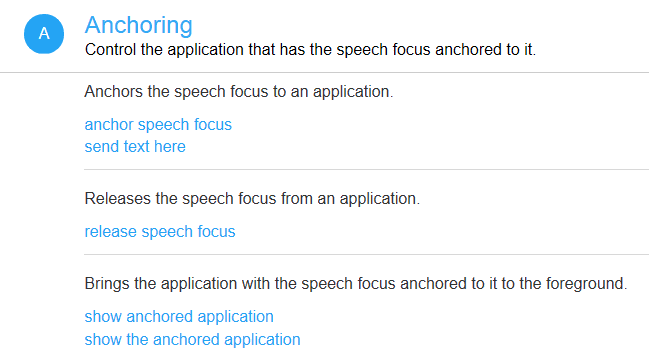 A
Anchoring
Control the application that has the speech focus anchored to it.
Anchors the speech focus to an application.
anchor speech focus
send text here
Releases the speech focus from an application.
release speech focus
Brings the application with the speech focus anchored to it to the foreground.
show anchored application
show the anchored application